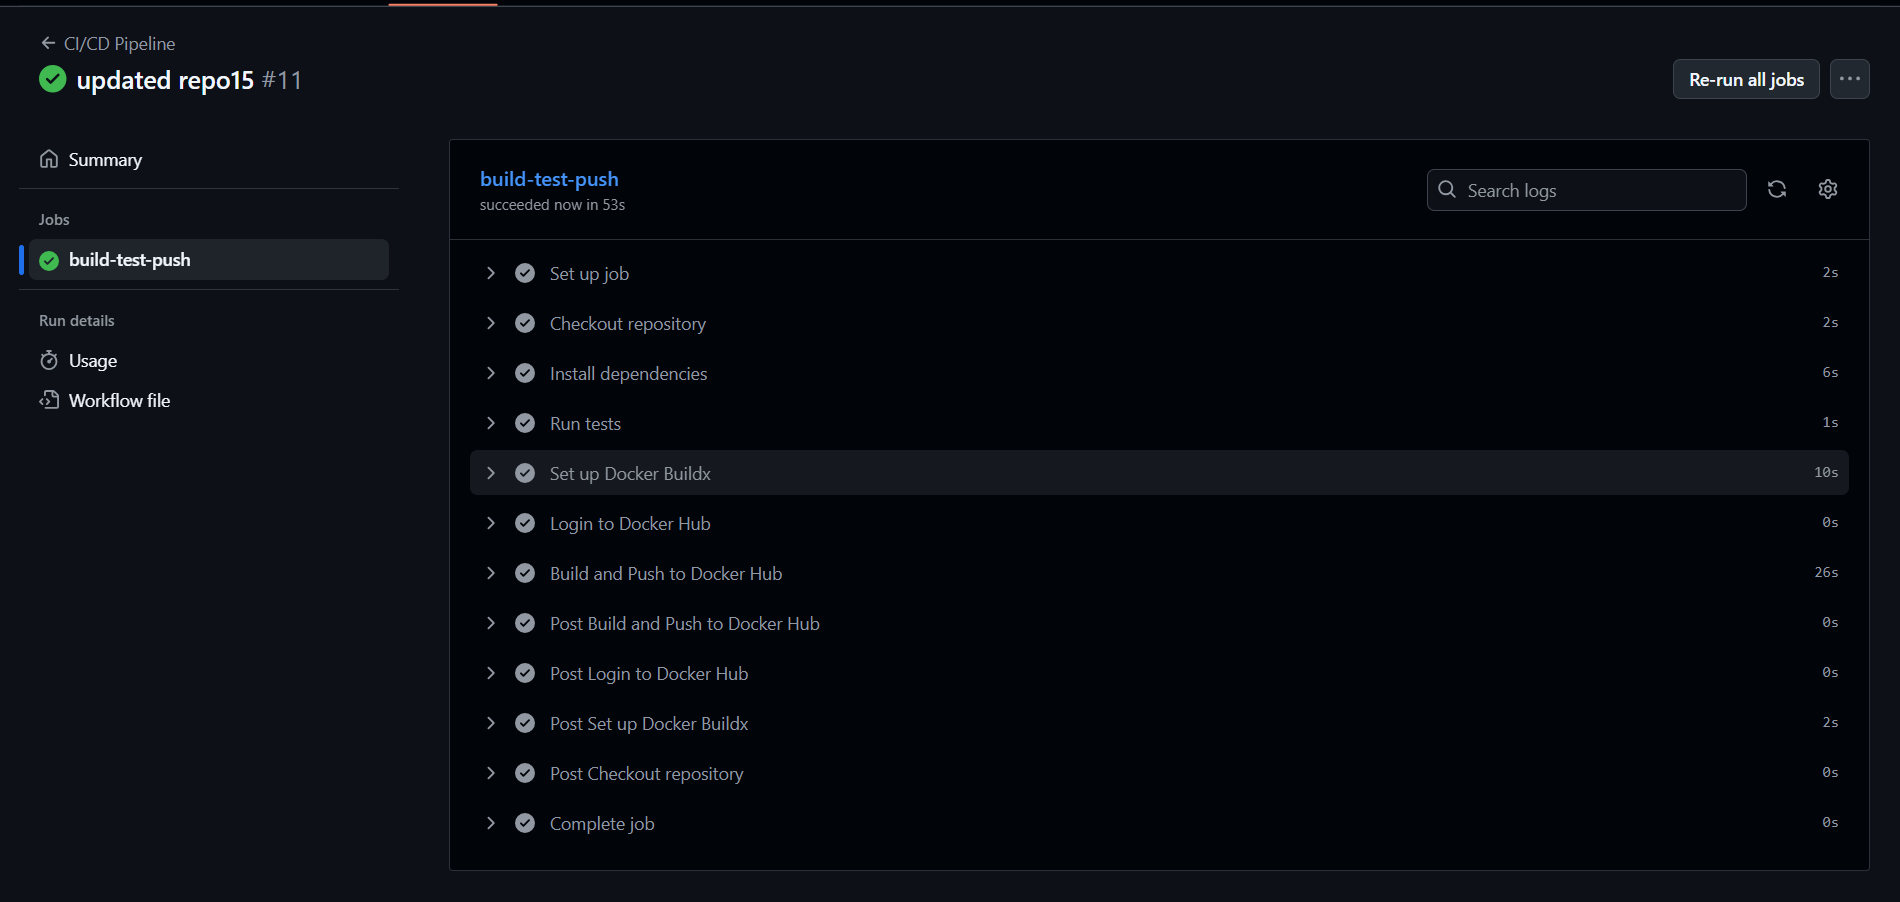 CI/CD Pipeline
updated repo15 #11
Re-run all jobs
Summary
Jobs
build-test-push
Run details
Usage
Workflow file
build-test-push
succeeded now in 53s
Search logs
Set up job 2s
Checkout repository 2s
Install dependencies 6s
Run tests 1s
Set up Docker Buildx 10s
Login to Docker Hub 0s
Build and Push to Docker Hub 26s
Post Build and Push to Docker Hub 0s
Post Login to Docker Hub 0s
Post Set up Docker Buildx 2s
Post Checkout repository 0s
Complete job 0s